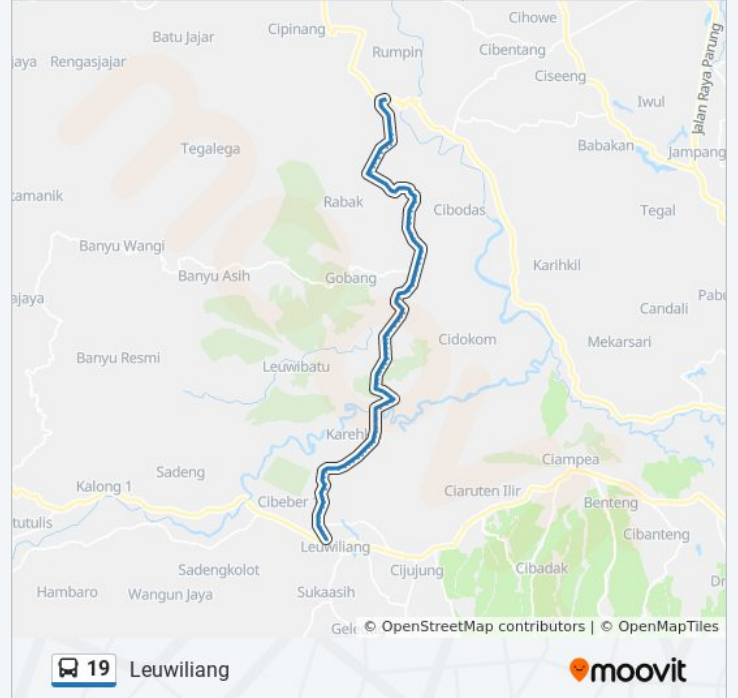 Cihowe
Cipinang
Batu Jajar
Rumpin
Cibentang
jaya
Rengasjajar
Ciseeng
Jalan Raya Parung
Iwul
Tegalega
Babakan
Jampang
tamanik
Rabak
Cibodas
Tegal
Banyu Wangi
Banyu Asih
Gobang
Karihkil
ajaya
Pabu
Candali
Banyu Resmi
Cidokom
Mekarsari
Leuwibatu
Karehk
Ciampea
Sadeng
Kalong 1
Ciaruten Ilir
Cibeber
Benteng
tutulis
Cibanteng
Leuwiliang
Sadengkolot
Cijujung
Cibadak
Dr
Hambaro
Wangun Jaya
Sukaasih
© OpenStreetMap contributors | © OpenMapTiles
19 Leuwiliang
moovit